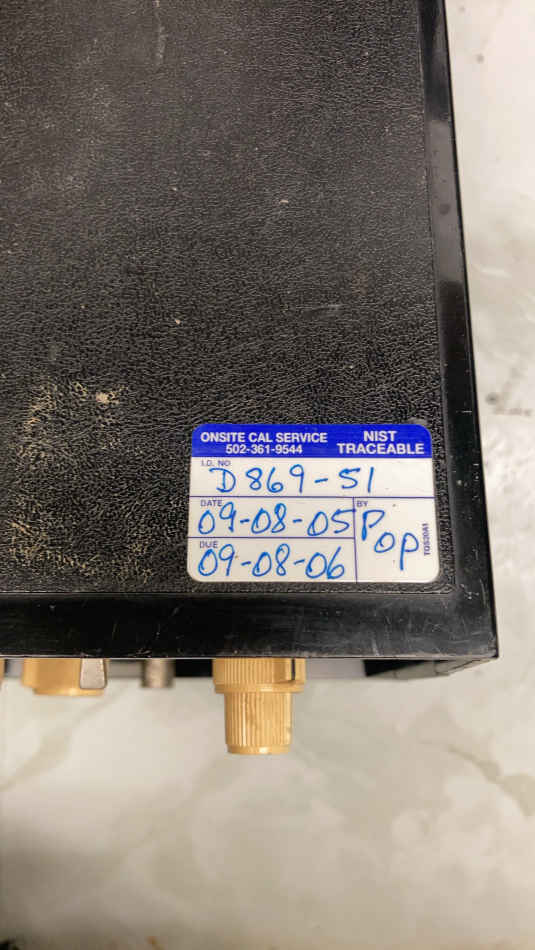 ONSITE CAL SERVICE
502-361-9544
NIST
TRACEABLE
I.D. NO
D869-51
DATE
09-08-05
BY
Pop
DUE
09-08-06